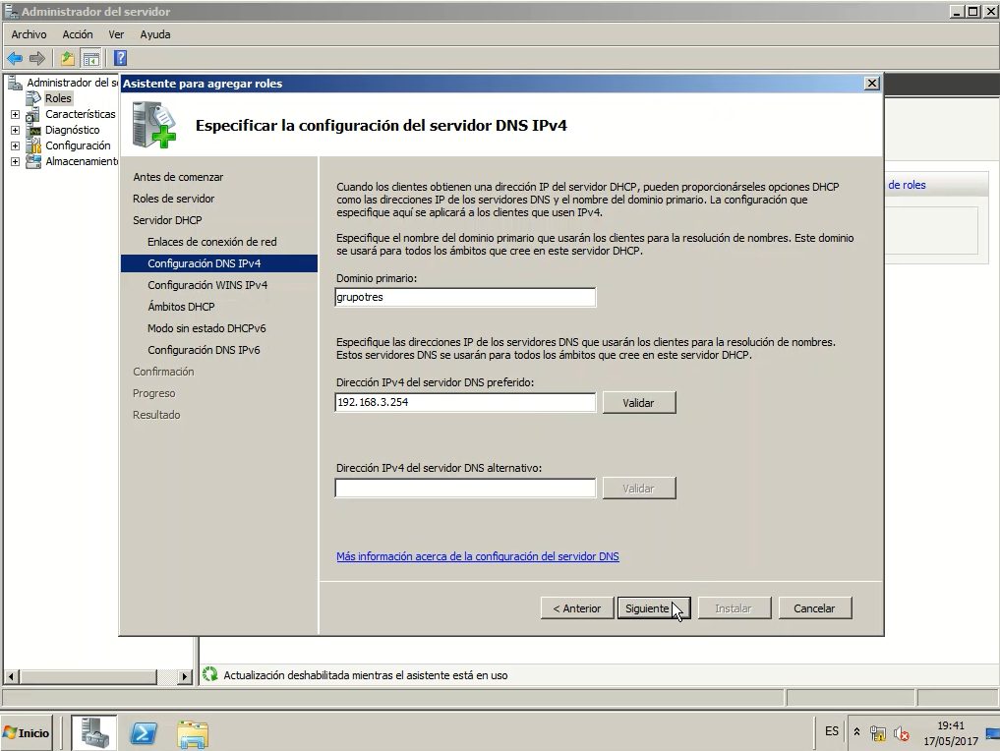 Administrador del servidor
Archivo Acción Ver Ayuda
Administrador del s
Roles
Características
Diagnóstico
Configuración
Almacenamiento
Asistente para agregar roles
Especificar la configuración del servidor DNS IPv4
Antes de comenzar
Roles de servidor
Servidor DHCP
Enlaces de conexión de red
Configuración DNS IPv4
Configuración WINS IPv4
Ámbitos DHCP
Modo sin estado DHCPv6
Configuración DNS IPv6
Confirmación
Progreso
Resultado
Cuando los clientes obtienen una dirección IP del servidor DHCP, pueden proporcionárseles opciones DHCP
como las direcciones IP de los servidores DNS y el nombre del dominio primario. La configuración que
especifique aquí se aplicará a los clientes que usen IPv4.
Especifique el nombre del dominio primario que usarán los clientes para la resolución de nombres. Este dominio
se usará para todos los ámbitos que cree en este servidor DHCP.
Dominio primario:
grupotres
Especifique las direcciones IP de los servidores DNS que usarán los clientes para la resolución de nombres.
Estos servidores DNS se usarán para todos los ámbitos que cree en este servidor DHCP.
Dirección IPv4 del servidor DNS preferido:
192.168.3.254 Validar
Dirección IPv4 del servidor DNS alternativo:
Validar
Más información acerca de la configuración del servidor DNS
< Anterior Siguiente Instalar Cancelar
de roles
Actualización deshabilitada mientras el asistente está en uso
Inicio
ES
19:41
17/05/2017